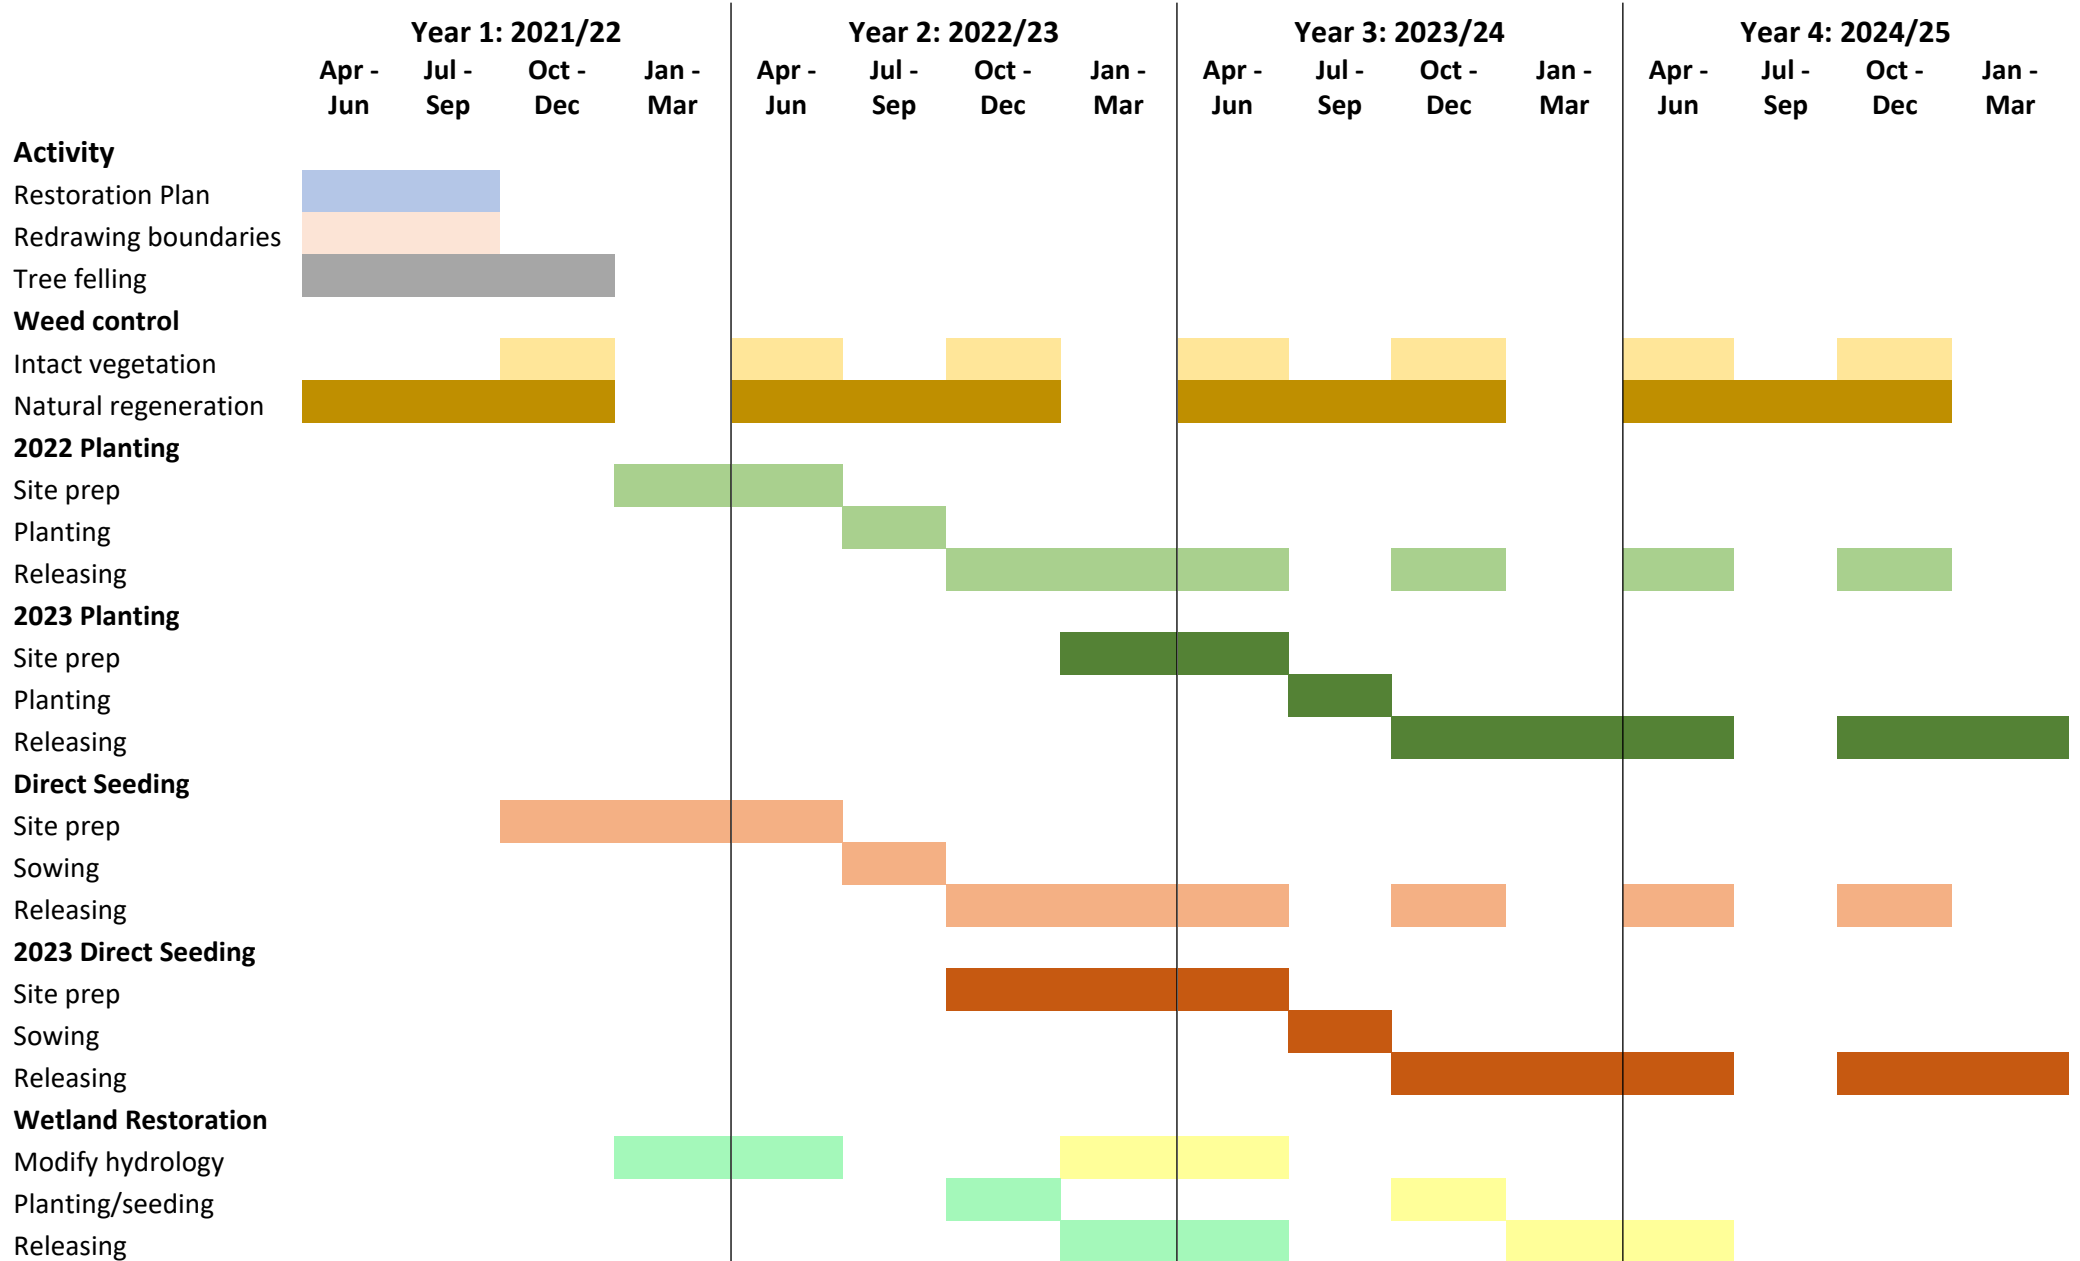 Year 1: 2021/22 Year 2: 2022/23 Year 3: 2023/24 Year 4: 2024/25
Apr - Jul - Oct - Jan - Apr - Jul - Oct - Jan - Apr - Jul - Oct - Jan - Apr - Jul - Oct - Jan -
Jun Sep Dec Mar Jun Sep Dec Mar Jun Sep Dec Mar Jun Sep Dec Mar
Activity
Restoration Plan
Redrawing boundaries
Tree felling
Weed control
Intact vegetation
Natural regeneration
2022 Planting
Site prep
Planting
Releasing
2023 Planting
Site prep
Planting
Releasing
Direct Seeding
Site prep
Sowing
Releasing
2023 Direct Seeding
Site prep
Sowing
Releasing
Wetland Restoration
Modify hydrology
Planting/seeding
Releasing